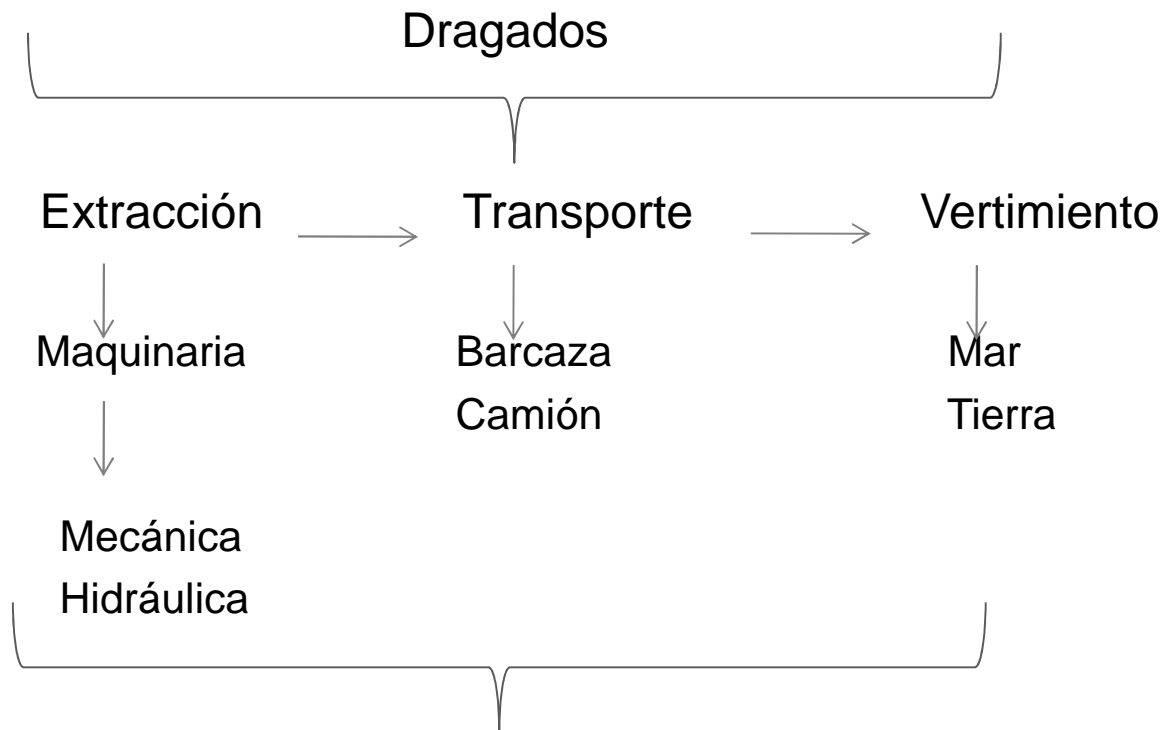 Dragados
Extracción
Transporte
Vertimiento
Maquinaria
Barcaza
Mar
Camión
Tierra
Mecánica
Hidráulica